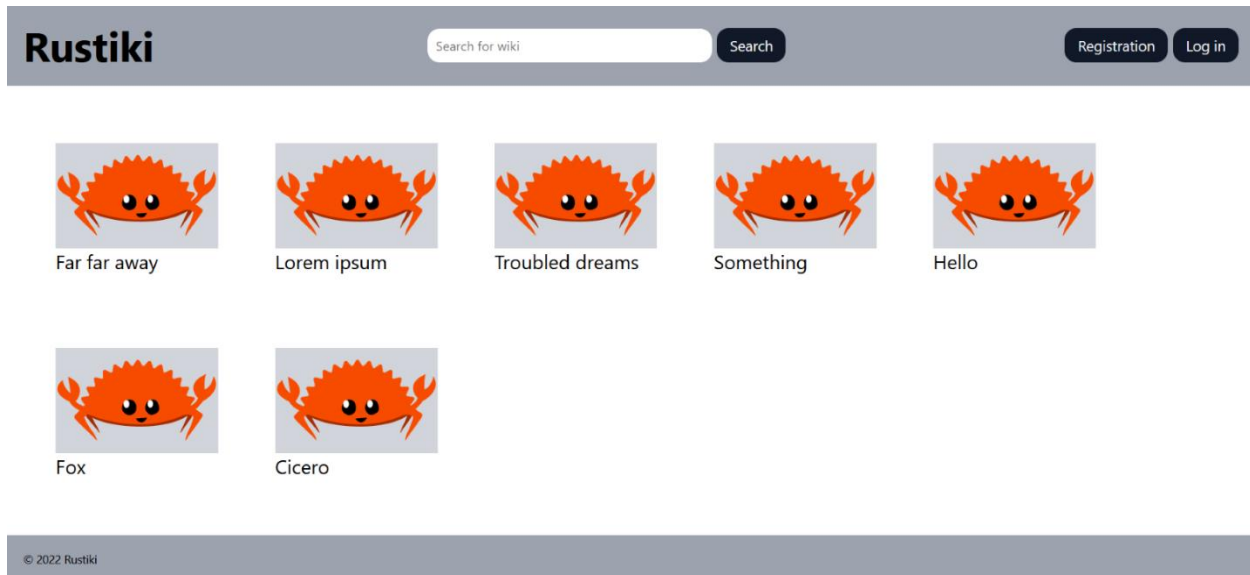 Rustiki
Search for wiki
Search
Registration
Log in
Far far away
Lorem ipsum
Troubled dreams
Something
Hello
Fox
Cicero
© 2022 Rustiki